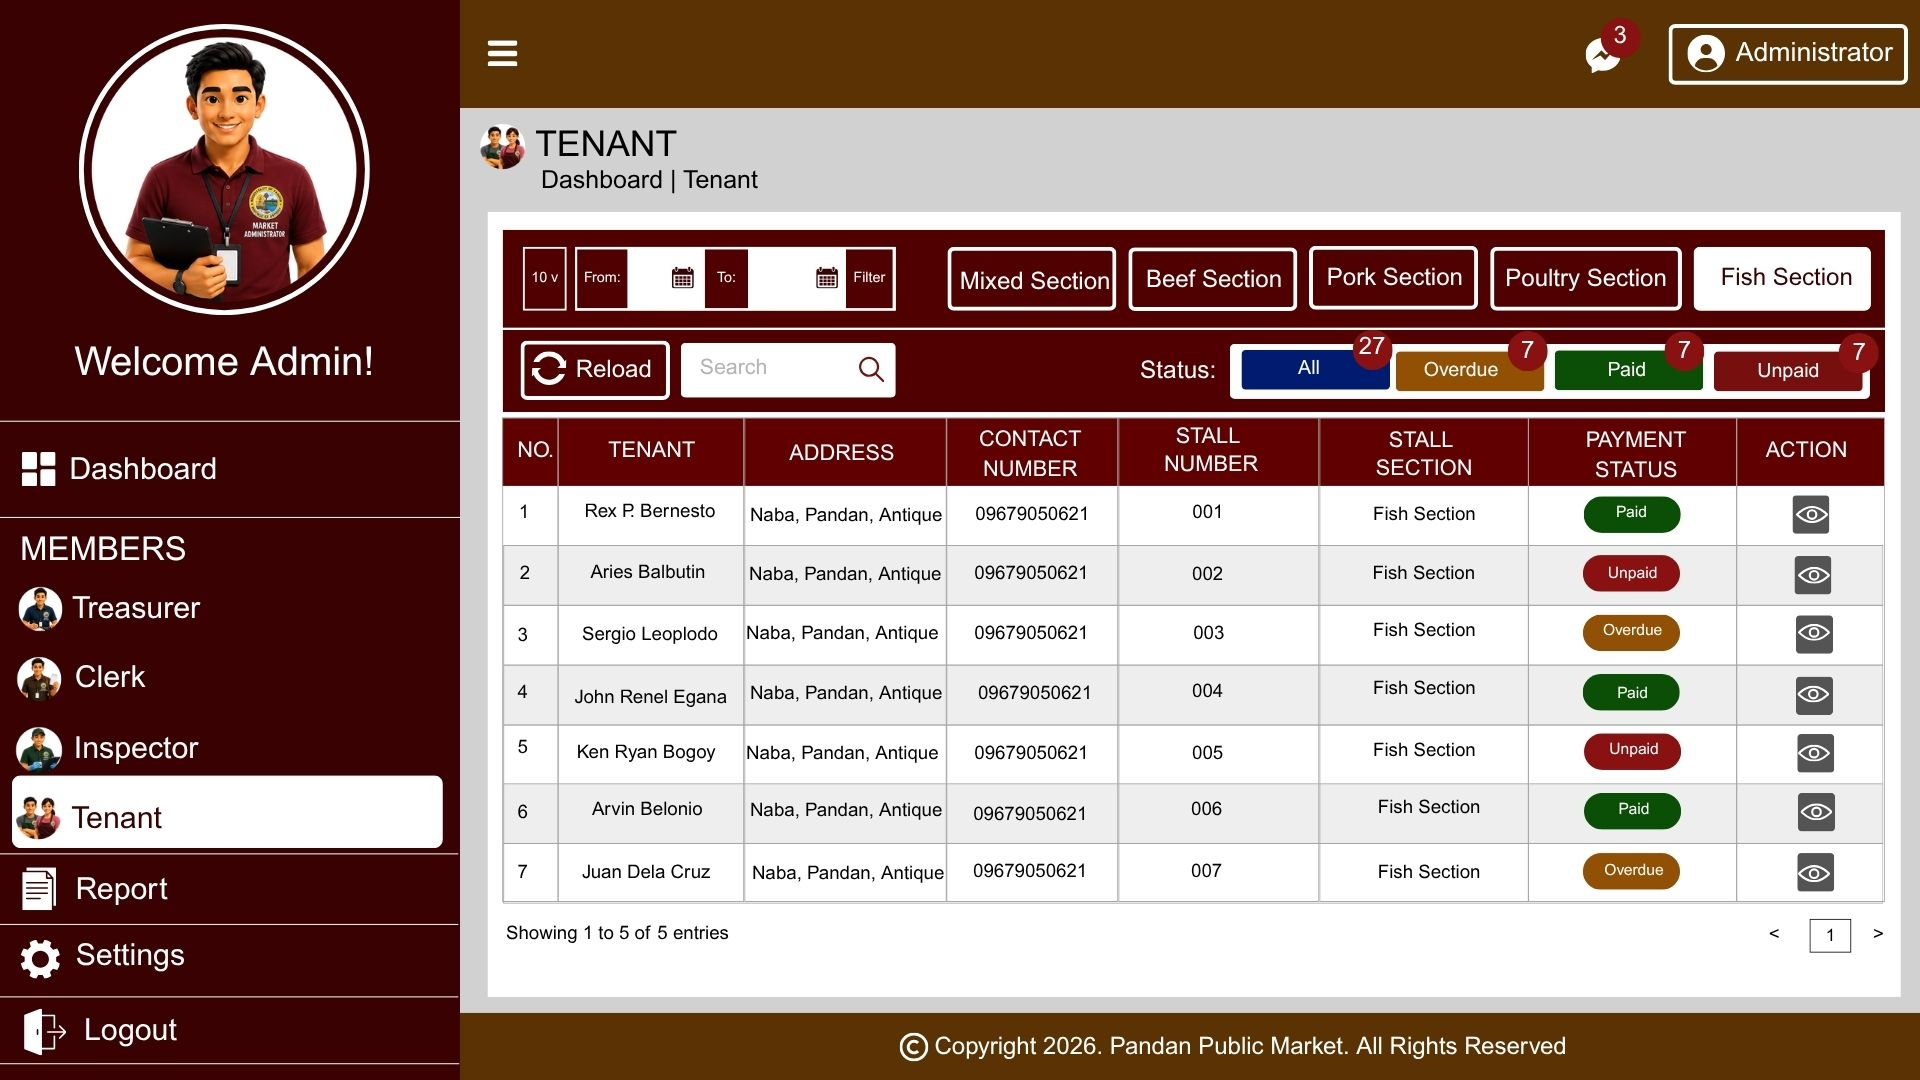 MARKET
ADMINISTRATOR
Welcome Admin!
Dashboard
MEMBERS
Treasurer
Clerk
Inspector
Tenant
Report
Settings
Logout
3
Administrator
TENANT
Dashboard | Tenant
10 v From: To: Filter Mixed Section Beef Section Pork Section Poultry Section Fish Section
Reload Search Status: All 27 Overdue 7 Paid 7 Unpaid 7
NO. TENANT ADDRESS CONTACT NUMBER STALL NUMBER STALL SECTION PAYMENT STATUS ACTION
1 Rex P. Bernesto Naba, Pandan, Antique 09679050621 001 Fish Section Paid
2 Aries Balbutin Naba, Pandan, Antique 09679050621 002 Fish Section Unpaid
3 Sergio Leoplodo Naba, Pandan, Antique 09679050621 003 Fish Section Overdue
4 John Renel Egana Naba, Pandan, Antique 09679050621 004 Fish Section Paid
5 Ken Ryan Bogoy Naba, Pandan, Antique 09679050621 005 Fish Section Unpaid
6 Arvin Belonio Naba, Pandan, Antique 09679050621 006 Fish Section Paid
7 Juan Dela Cruz Naba, Pandan, Antique 09679050621 007 Fish Section Overdue
Showing 1 to 5 of 5 entries
< 1 >
© Copyright 2026. Pandan Public Market. All Rights Reserved